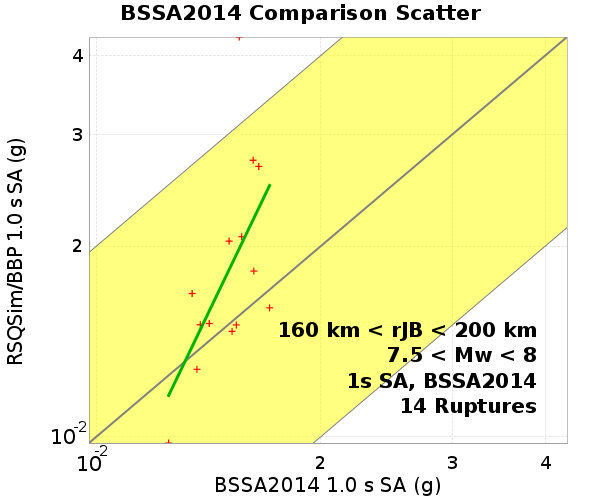 BSSA2014 Comparison Scatter
RSQSim/BBP 1.0 s SA (g)
4
3
2
10-2
160 km < rJB < 200 km
7.5 < Mw < 8
1s SA, BSSA2014
14 Ruptures
10-2
2
3
4
BSSA2014 1.0 s SA (g)